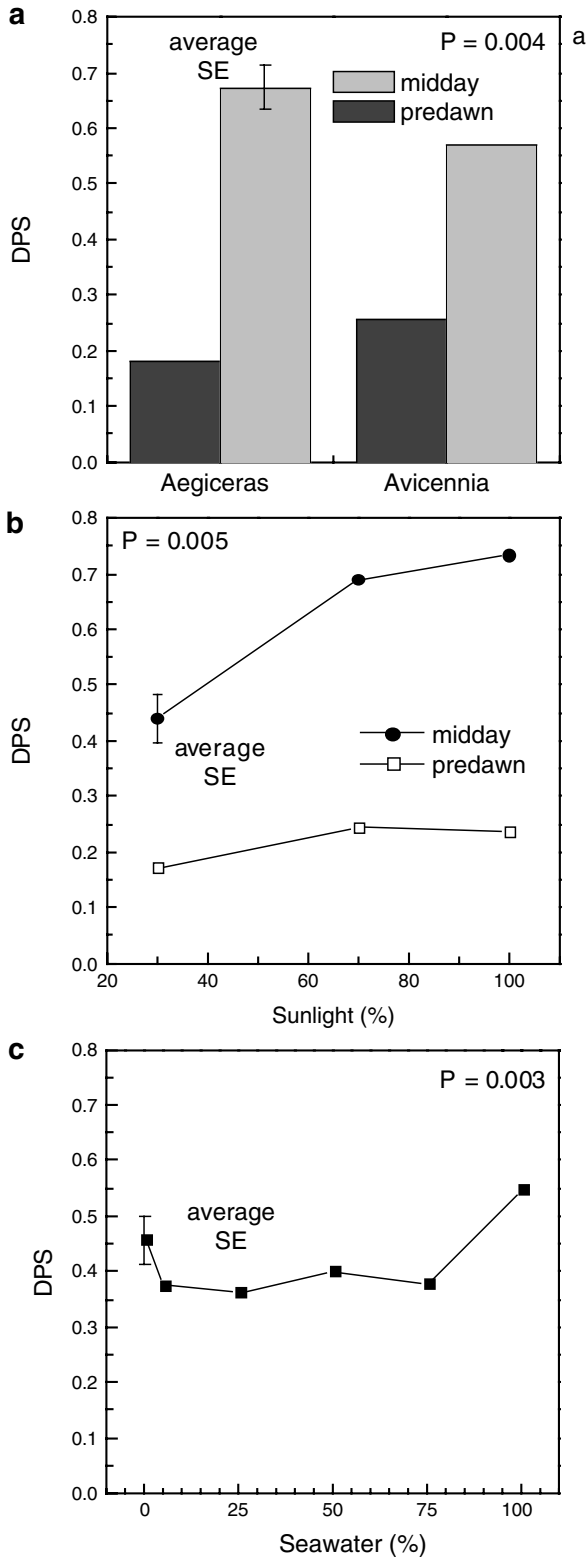 a
average
SE
P = 0.004
a
midday
predawn
0.8
0.7
0.6
0.5
0.4
0.3
0.2
0.1
0.0
DPS
Aegiceras
Avicennia
b
P = 0.005
0.8
0.7
0.6
0.5
0.4
0.3
0.2
0.1
0.0
DPS
average
SE
midday
predawn
20
40
60
80
100
Sunlight (%)
c
P = 0.003
0.8
0.7
0.6
0.5
0.4
0.3
0.2
0.1
0.0
DPS
average
SE
0
25
50
75
100
Seawater (%)